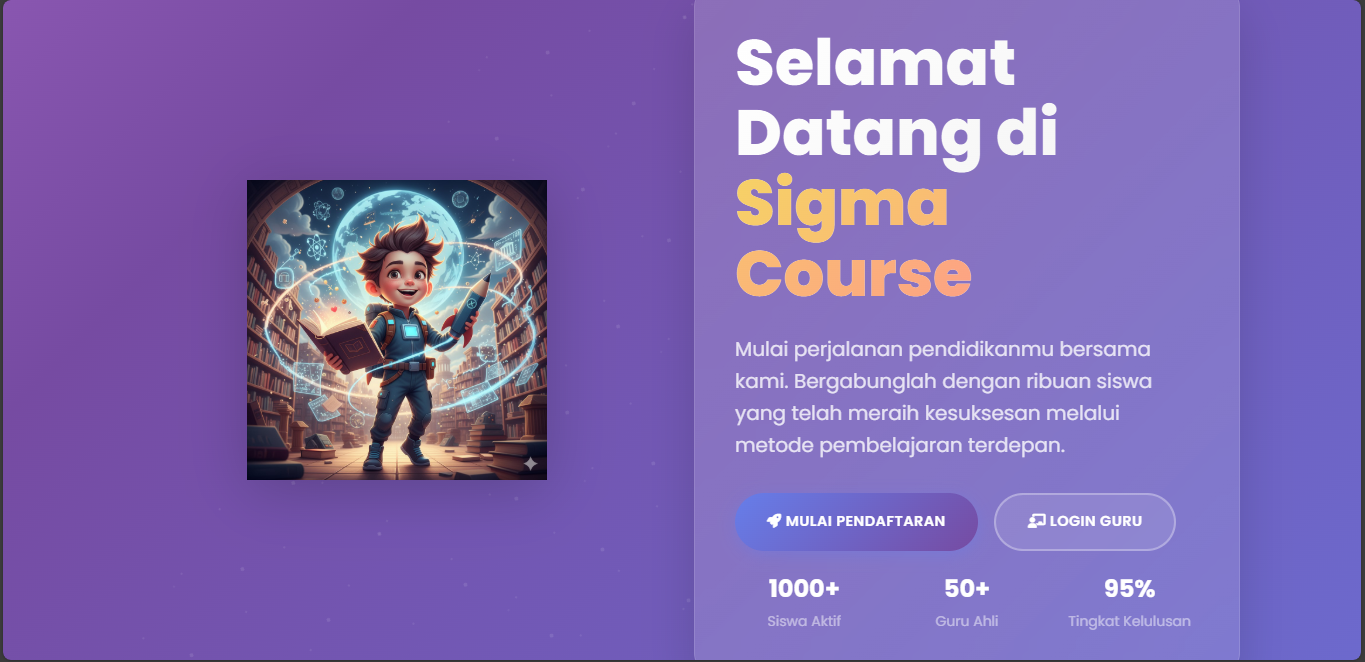 Selamat
Datang di
Sigma
Course
Mulai perjalanan pendidikanmu bersama
kami. Bergabunglah dengan ribuan siswa
yang telah meraih kesuksesan melalui
metode pembelajaran terdepan.
MULAI PENDAFTARAN
LOGIN GURU
1000+
50+
95%
Siswa Aktif
Guru Ahli
Tingkat Kelulusan